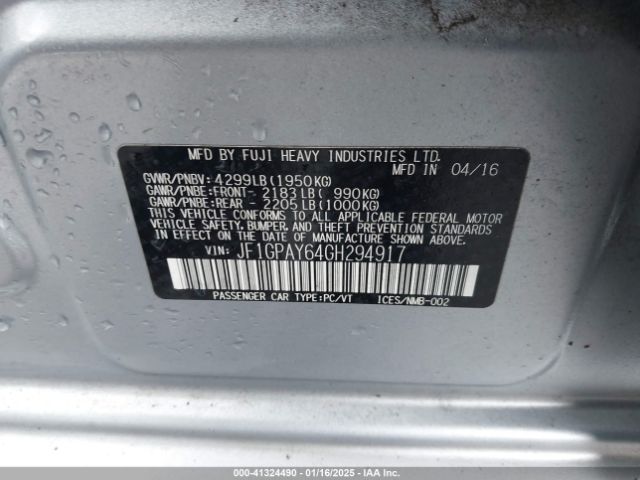 MFD BY FUJI HEAVY INDUSTRIES LTD.
MFD IN 04/16
GVWR/PNBV: 4299LB(1950KG)
GAWR/PNBE:FRONT- 2183LB( 990KG)
GAWR/PNBE:REAR - 2205LB(1000KG)
THIS VEHICLE CONFORMS TO ALL APPLICABLE FEDERAL MOTOR
VEHICLE SAFETY,BUMPER,AND THEFT PREVENTION STANDARDS
IN EFFECT ON THE DATE OF MANUFACTURE SHOWN ABOVE.
VIN: JF1GPAY64GH294917
PASSENGER CAR TYPE:PC/VT ICES/NMB-002
000-41324490 - 01/16/2025 - IAAI.COM